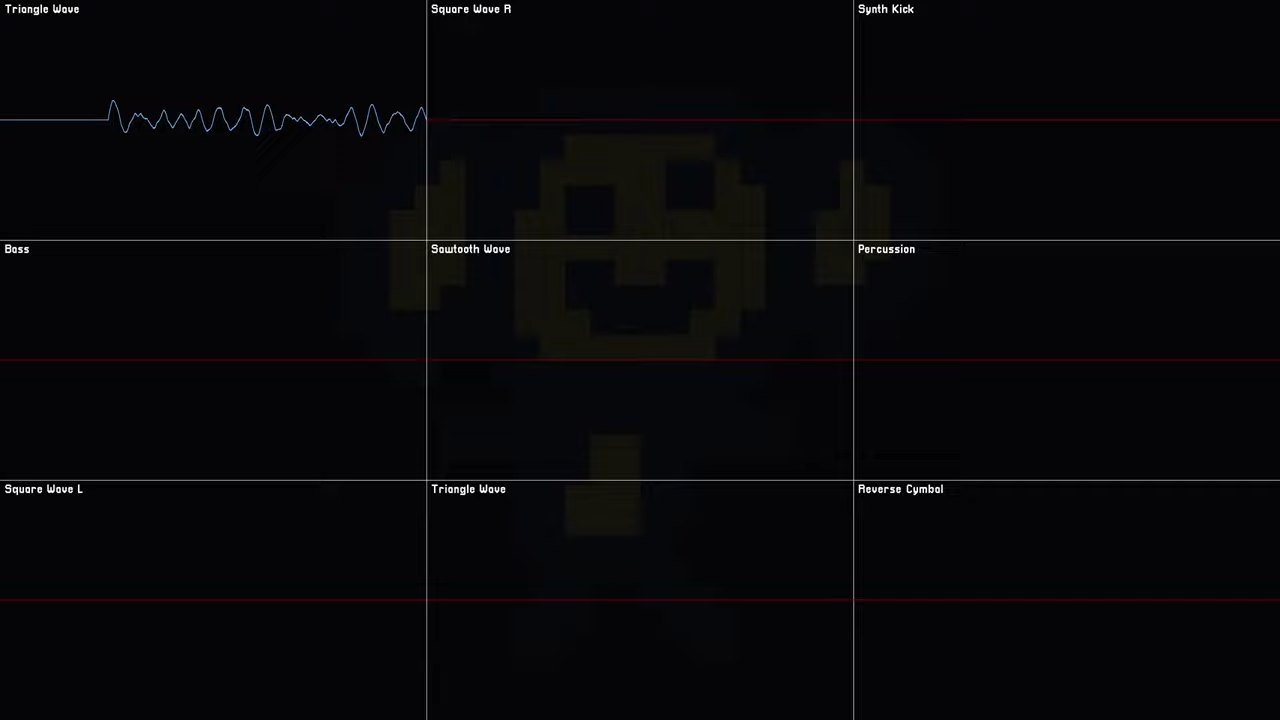 Triangle Wave
Square Wave R
Synth Kick
Bass
Sawtooth Wave
Percussion
Square Wave L
Triangle Wave
Reverse Cymbal